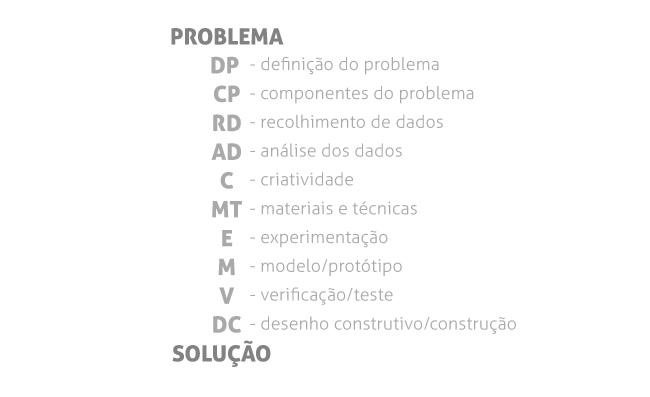 PROBLEMA
DP - definição do problema
CP - componentes do problema
RD - recolhimento de dados
AD - análise dos dados
C - criatividade
MT - materiais e técnicas
E - experimentação
M - modelo/protótipo
V - verificação/teste
DC - desenho construtivo/construção
SOLUÇÃO